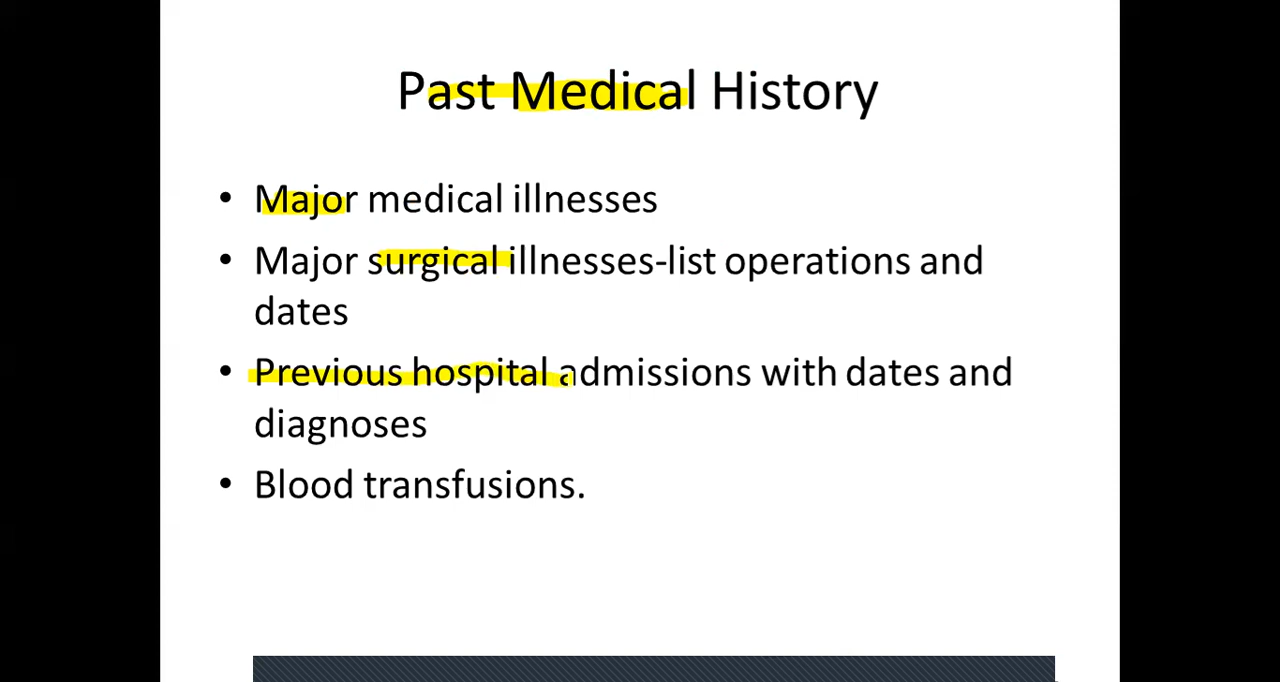 Past Medical History
• Major medical illnesses
• Major surgical illnesses-list operations and
dates
• Previous hospital admissions with dates and
diagnoses
• Blood transfusions.